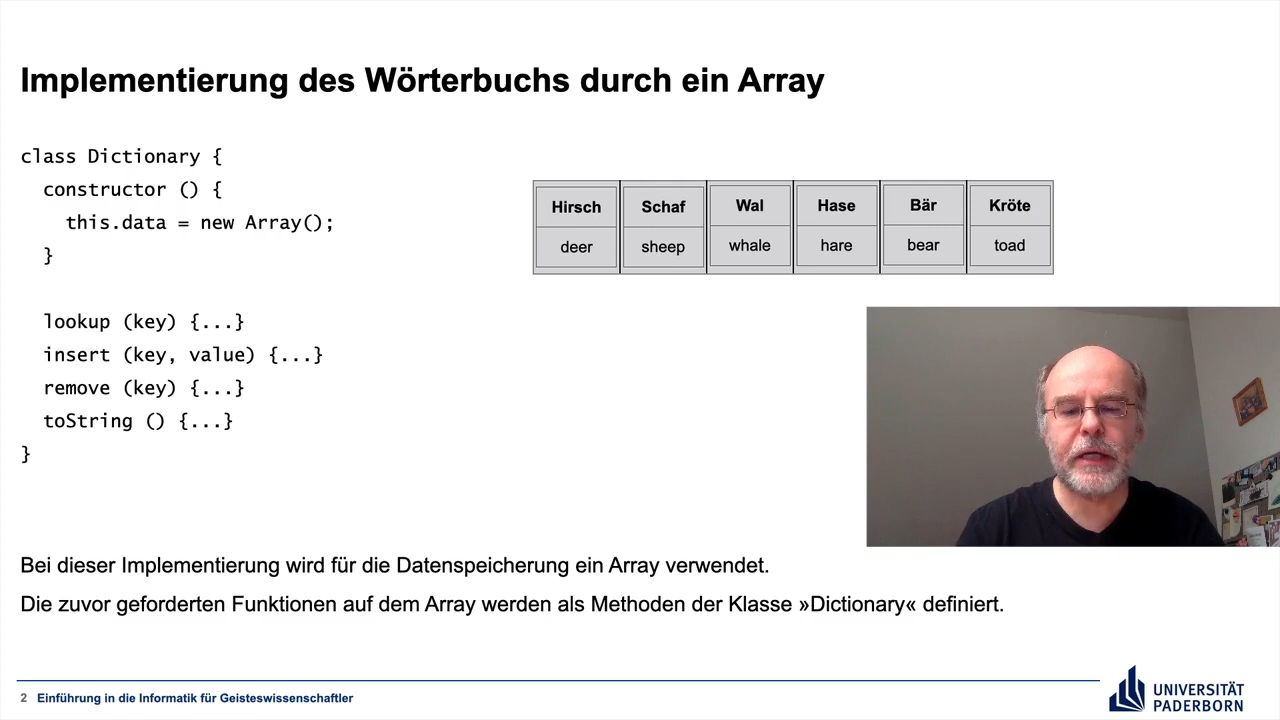 Implementierung des Wörterbuchs durch ein Array
class Dictionary {
constructor () {
this.data = new Array();
}
lookup (key) {...}
insert (key, value) {...}
remove (key) {...}
toString () {...}
}
Hirsch Schaf Wal Hase Bär Kröte
deer sheep whale hare bear toad
Bei dieser Implementierung wird für die Datenspeicherung ein Array verwendet.
Die zuvor geforderten Funktionen auf dem Array werden als Methoden der Klasse »Dictionary« definiert.
2 Einführung in die Informatik für Geisteswissenschaftler
UNIVERSITÄT
PADERBORN